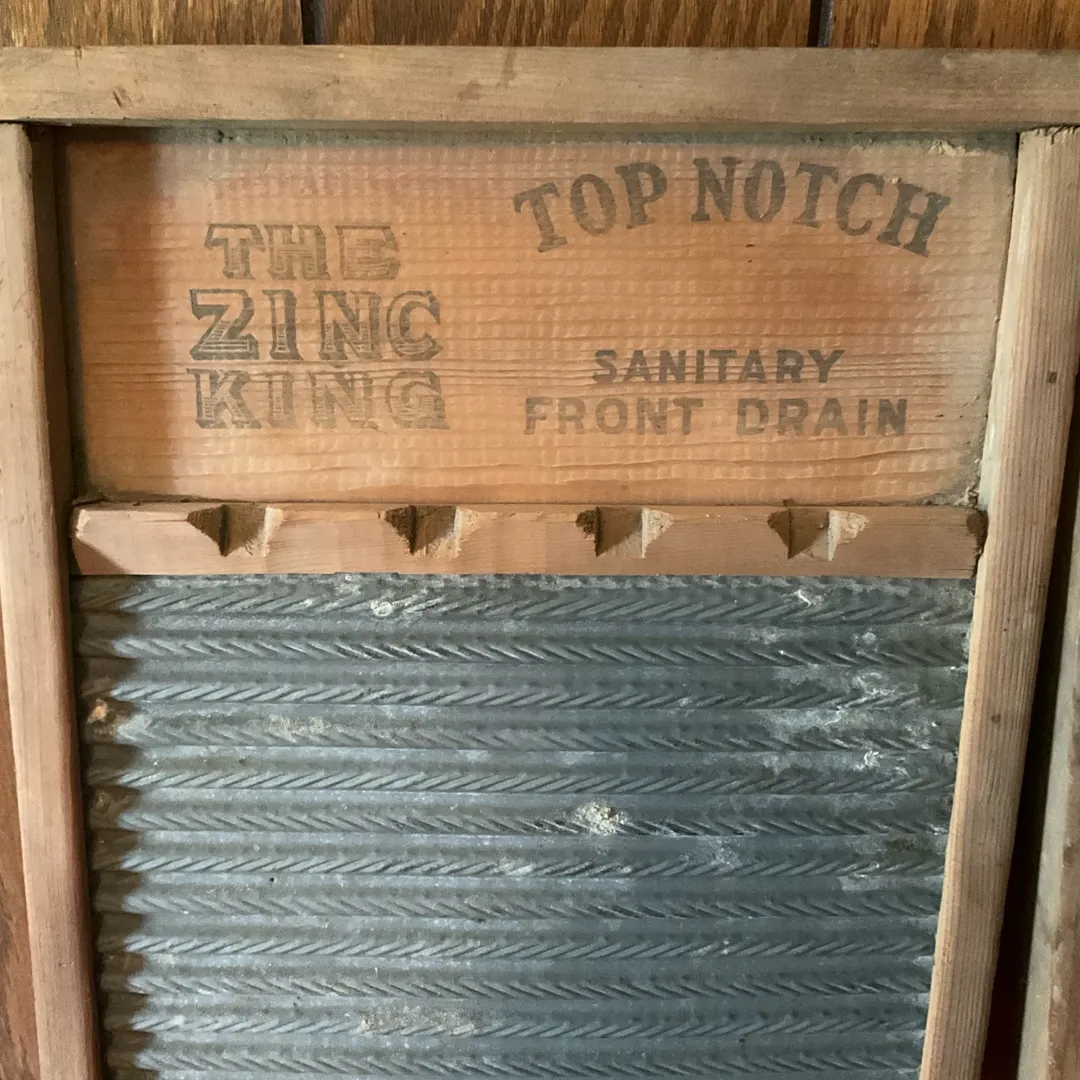 THE
ZINC
KING
TOP NOTCH
SANITARY
FRONT DRAIN